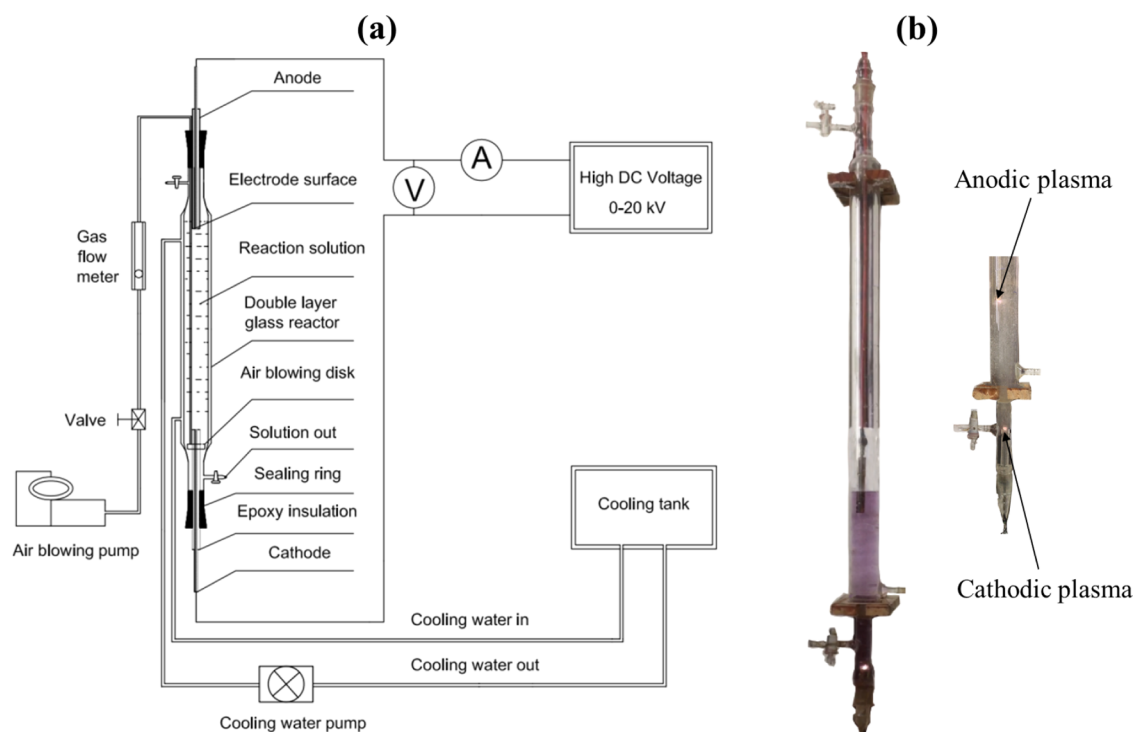 (a)
(b)
Anode
Electrode surface
Reaction solution
Double layer
glass reactor
Air blowing disk
Solution out
Sealing ring
Epoxy insulation
Cathode
Gas
flow
meter
Valve
Air blowing pump
A
V
High DC Voltage
0-20 kV
Cooling tank
Cooling water in
Cooling water out
Cooling water pump
Anodic plasma
Cathodic plasma